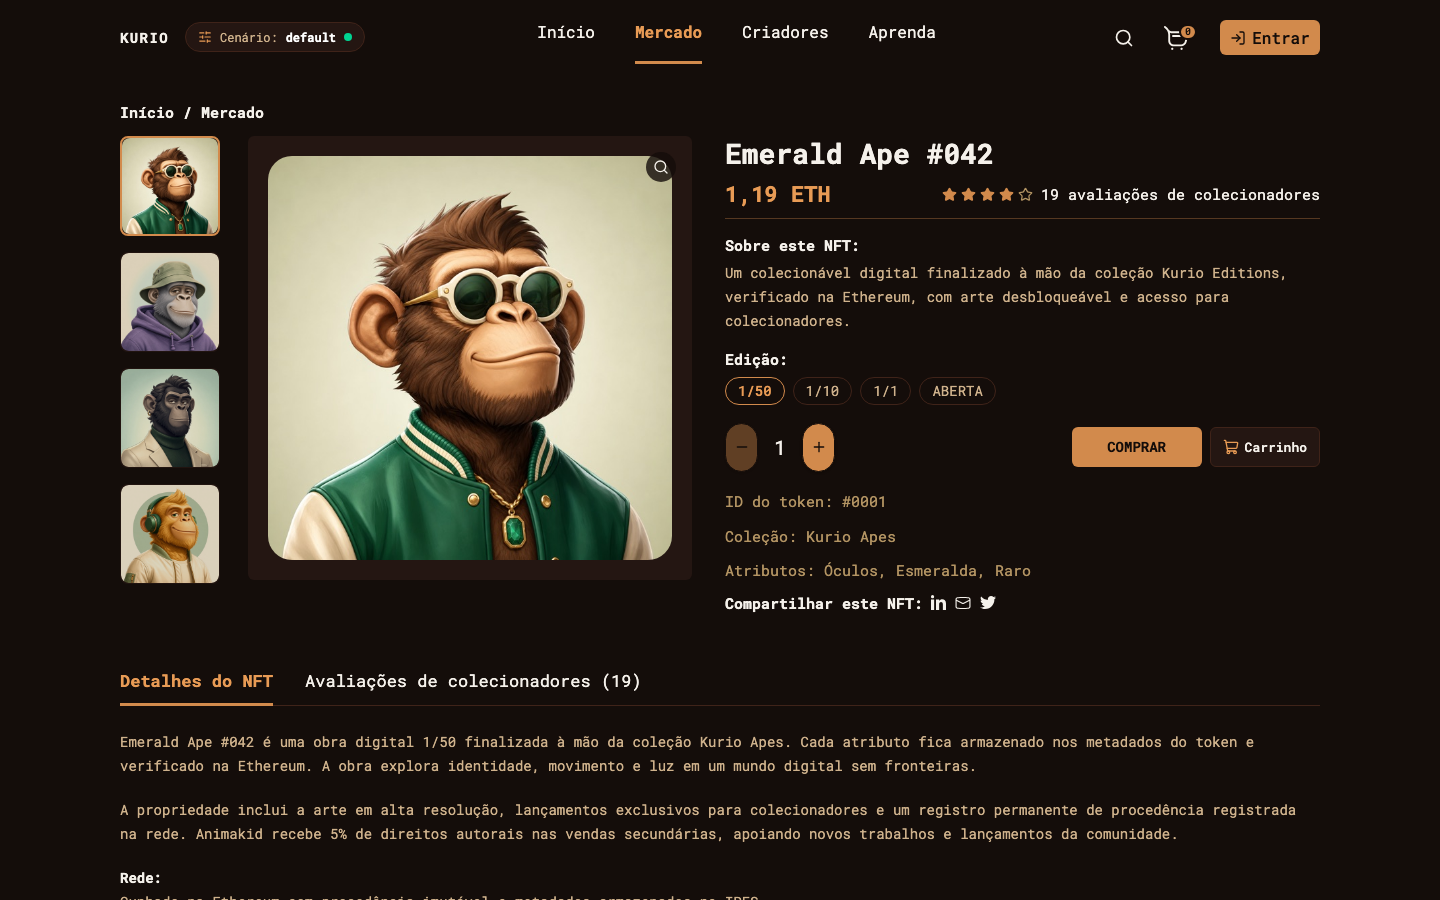 KURIO
Cenário: default
Início
Mercado
Criadores
Aprenda
0
Entrar
Início / Mercado
Emerald Ape #042
1,19 ETH
19 avaliações de colecionadores
Sobre este NFT:
Um colecionável digital finalizado à mão da coleção Kurio Editions,
verificado na Ethereum, com arte desbloqueável e acesso para
colecionadores.
Edição:
1/50
1/10
1/1
ABERTA
− 1 +
COMPRAR
Carrinho
ID do token: #0001
Coleção: Kurio Apes
Atributos: Óculos, Esmeralda, Raro
Compartilhar este NFT:
Detalhes do NFT
Avaliações de colecionadores (19)
Emerald Ape #042 é uma obra digital 1/50 finalizada à mão da coleção Kurio Apes. Cada atributo fica armazenado nos metadados do token e
verificado na Ethereum. A obra explora identidade, movimento e luz em um mundo digital sem fronteiras.
A propriedade inclui a arte em alta resolução, lançamentos exclusivos para colecionadores e um registro permanente de procedência registrada
na rede. Animakid recebe 5% de direitos autorais nas vendas secundárias, apoiando novos trabalhos e lançamentos da comunidade.
Rede: